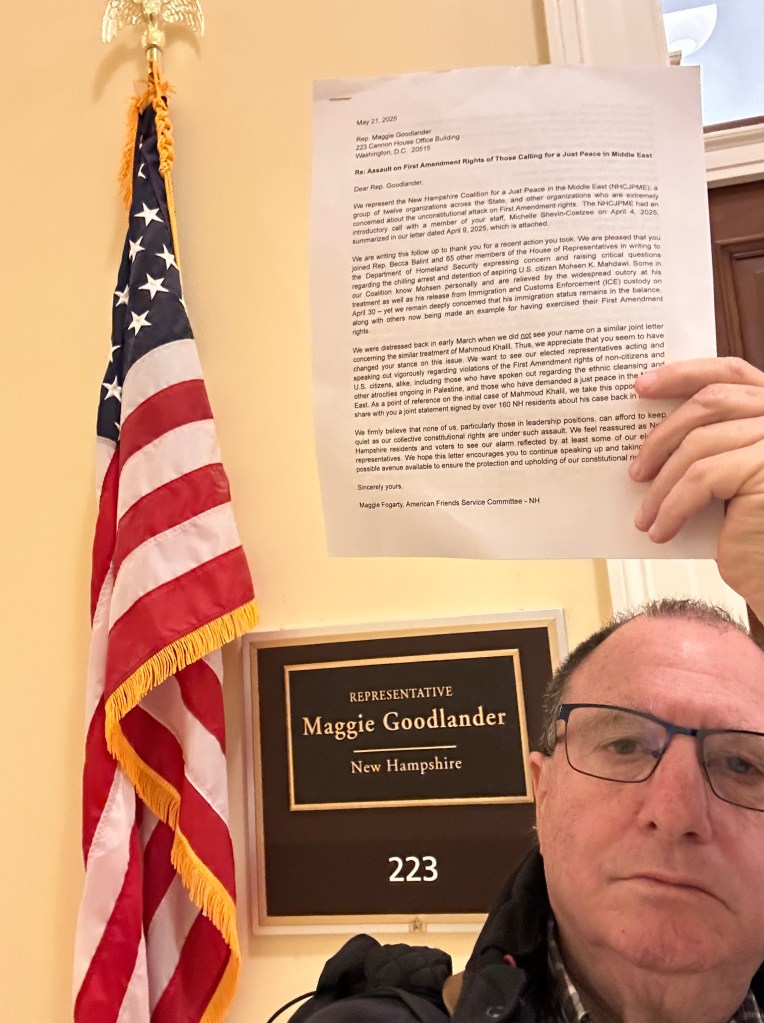 May 21, 2025
Rep. Maggie Goodlander
223 Cannon House Office Building
Washington, D.C. 20515
Re: Assault on First Amendment Rights of Those Calling for a Just Peace in Middle East
Dear Rep. Goodlander,
We represent the New Hampshire Coalition for a Just Peace in the Middle East (NHCJPME), a
group of twelve organizations across the State, and other organizations who are extremely
concerned about the unconstitutional attack on First Amendment rights. The NHCJPME had an
introductory call with a member of your staff, Michelle Shevin-Coetzee on April 4, 2025,
summarized in our letter dated April 9, 2025, which is attached.
We are writing this follow up to thank you for a recent action you took. We are pleased that you
joined Rep. Becca Balint and 65 other members of the House of Representatives in writing to
the Department of Homeland Security expressing concern and raising critical questions
regarding the chilling arrest and detention of aspiring U.S. citizen Mohsen K. Mahdawi. Some in
our Coalition know Mohsen personally and are relieved by the widespread outcry at his
treatment as well as his release from Immigration and Customs Enforcement (ICE) custody on
April 30 – yet we remain deeply concerned that his immigration status remains in the balance,
along with others now being made an example for having exercised their First Amendment
rights.
We were distressed back in early March when we did not see your name on a similar joint letter
concerning the similar treatment of Mahmoud Khalil. Thus, we appreciate that you seem to have
changed your stance on this issue. We want to see our elected representatives acting and
speaking out vigorously regarding violations of the First Amendment rights of non-citizens and
U.S. citizens, alike, including those who have spoken out regarding the ethnic cleansing and
other atrocities ongoing in Palestine, and those who have demanded a just peace in the
East. As a point of reference on the initial case of Mahmoud Khalil, we take this
share with you a joint statement signed by over 160 NH residents about his case back in
We firmly believe that none of us, particularly those in leadership positions, can afford to keep
quiet as our collective constitutional rights are under such assault. We feel reassured as
Hampshire residents and voters to see our alarm reflected by at least some of our
representatives. We hope this letter encourages you to continue speaking up and
possible avenue available to ensure the protection and upholding of our constitutional
Sincerely yours,
Maggie Fogarty, American Friends Service Committee - NH
REPRESENTATIVE
Maggie Goodlander
New Hampshire
223